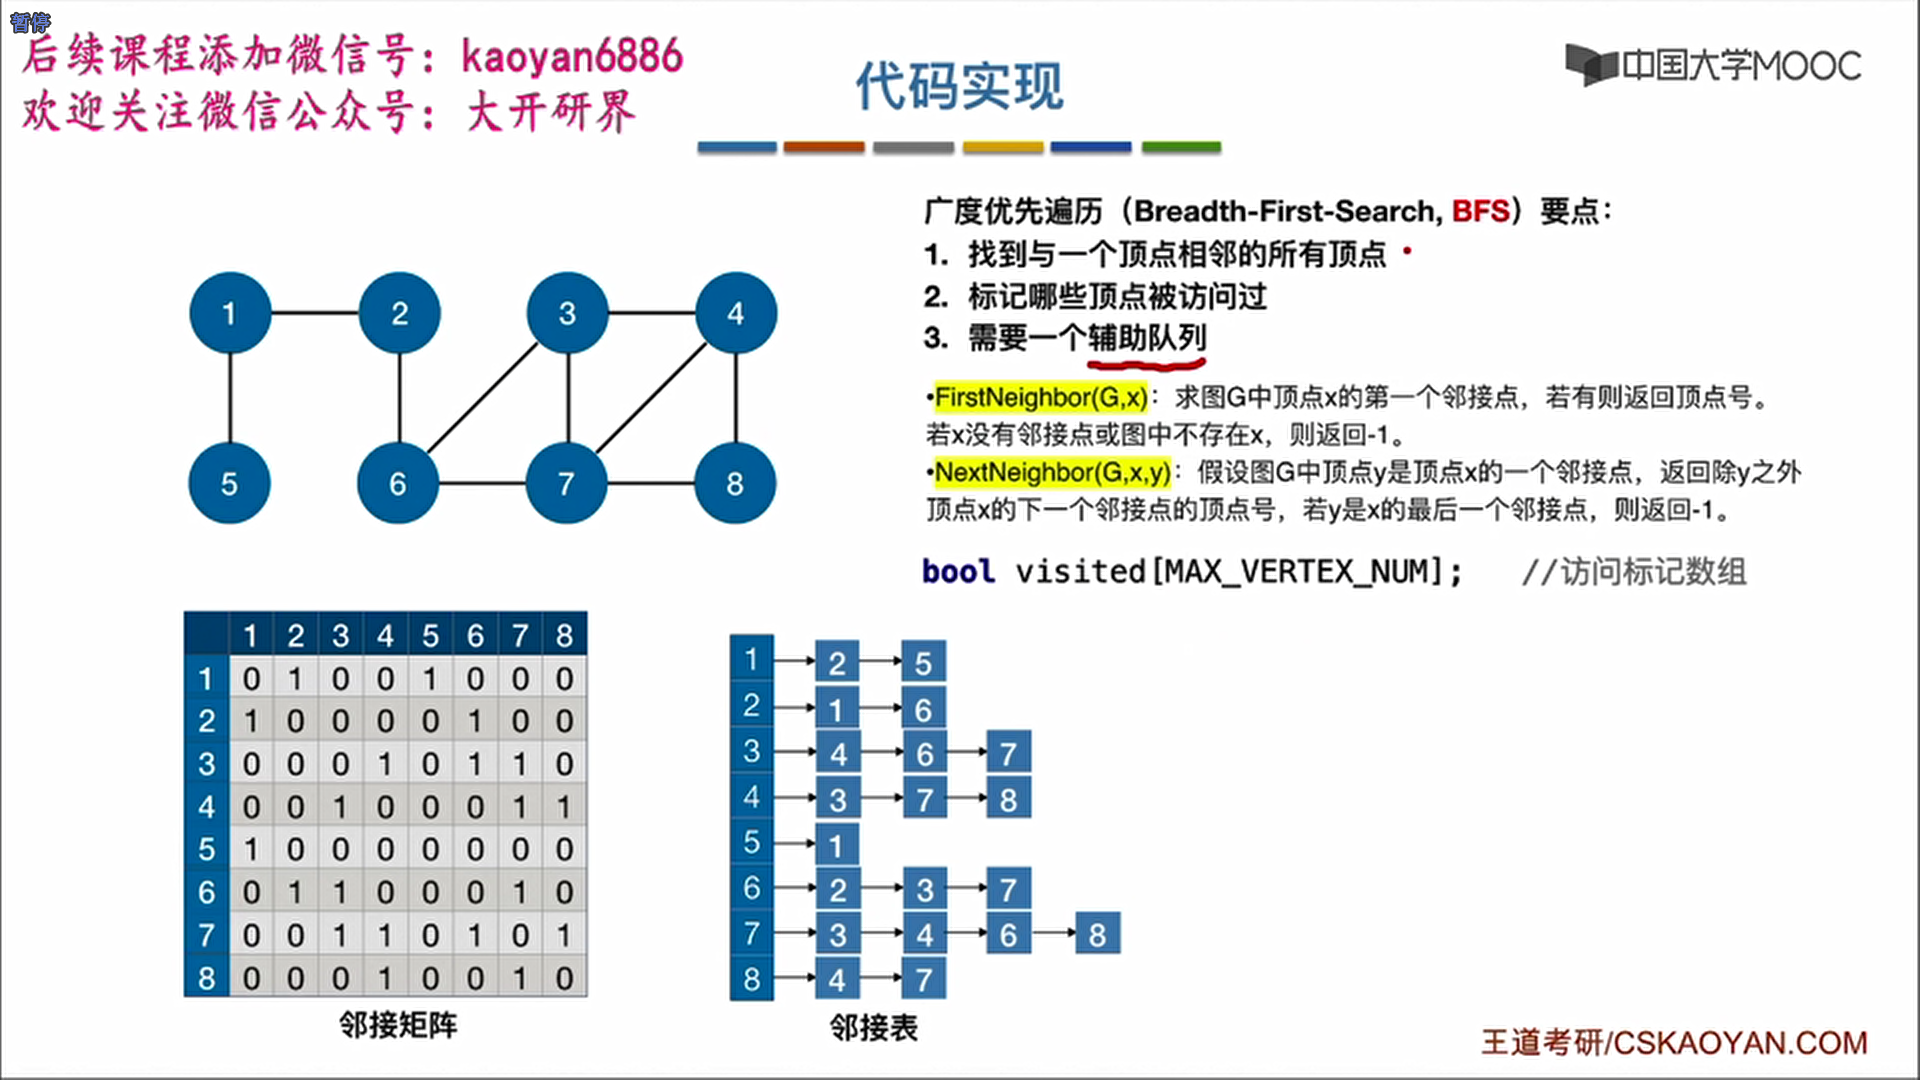 暂停
后续课程添加微信号：kaoyan6886
欢迎关注微信公众号：大开研界
代码实现
中国大学MOOC
广度优先遍历（Breadth-First-Search, BFS）要点：
1. 找到与一个顶点相邻的所有顶点
2. 标记哪些顶点被访问过
3. 需要一个辅助队列
•FirstNeighbor(G,x)：求图G中顶点x的第一个邻接点，若有则返回顶点号。
若x没有邻接点或图中不存在x，则返回-1。
•NextNeighbor(G,x,y)：假设图G中顶点y是顶点x的一个邻接点，返回除y之外
顶点x的下一个邻接点的顶点号，若y是x的最后一个邻接点，则返回-1。
bool visited[MAX_VERTEX_NUM]; //访问标记数组
1 2 3 4
5 6 7 8
1 2 3 4 5 6 7 8
1 0 1 0 0 1 0 0 0
2 1 0 0 0 0 1 0 0
3 0 0 0 1 0 1 1 0
4 0 0 1 0 0 0 1 1
5 1 0 0 0 0 0 0 0
6 0 1 1 0 0 0 1 0
7 0 0 1 1 0 1 0 1
8 0 0 0 1 0 0 1 0
邻接矩阵
1 2 5
2 1 6
3 4 6 7
4 3 7 8
5 1
6 2 3 7
7 3 4 6 8
8 4 7
邻接表
王道考研/CSKAOYAN.COM